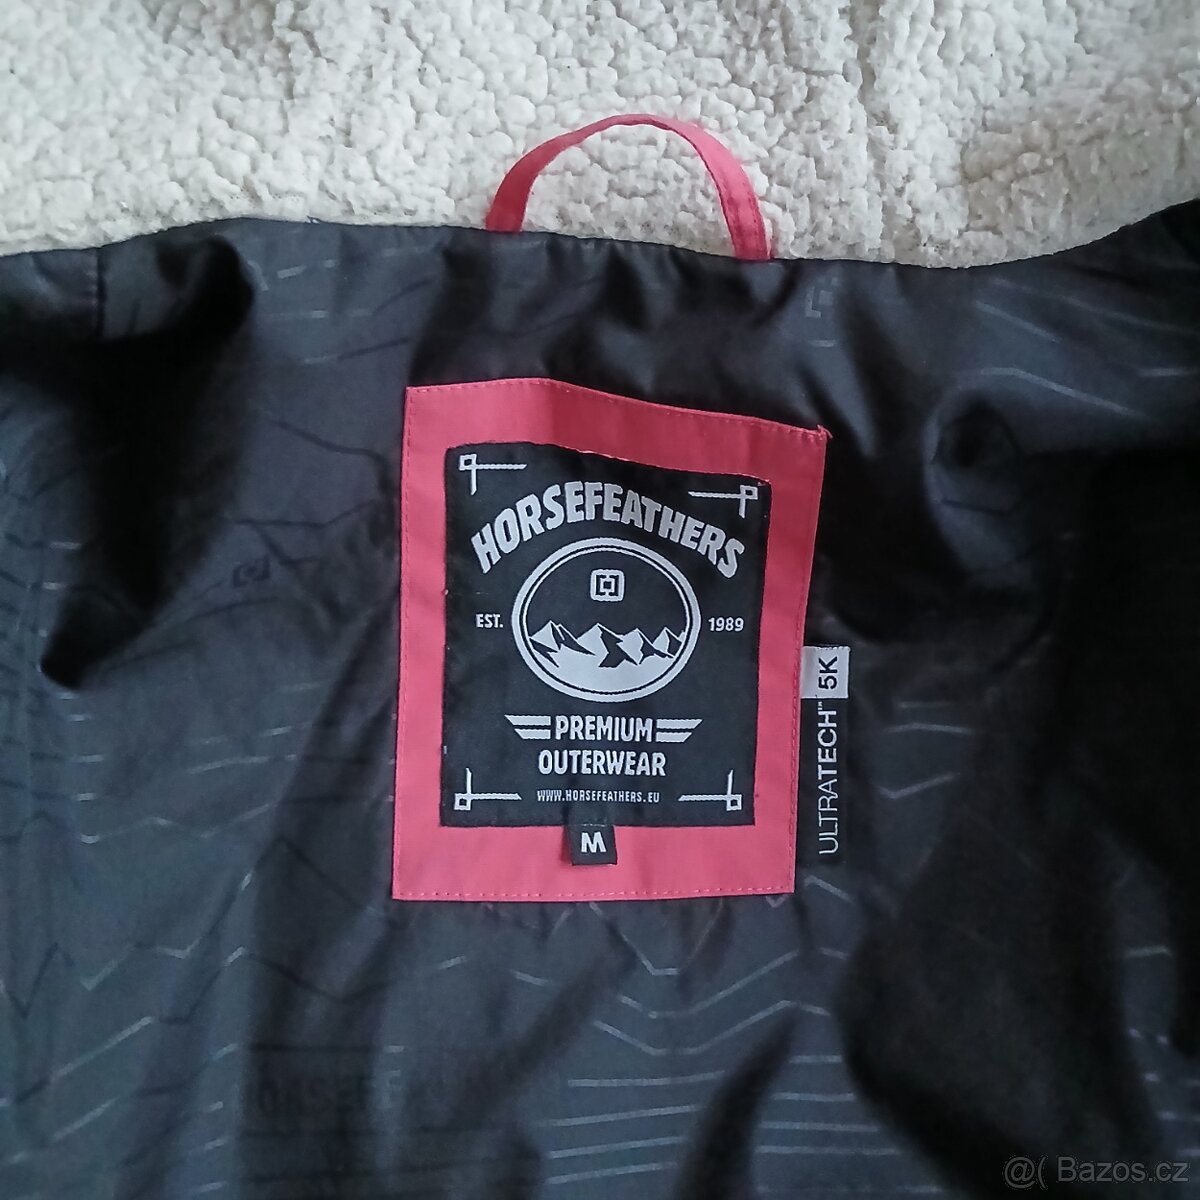 HORSEFEATHERS
EST. 1989
PREMIUM
OUTERWEAR
WWW.HORSEFEATHERS.EU
M
ULTRATECH™ 5K
@( Bazos.cz